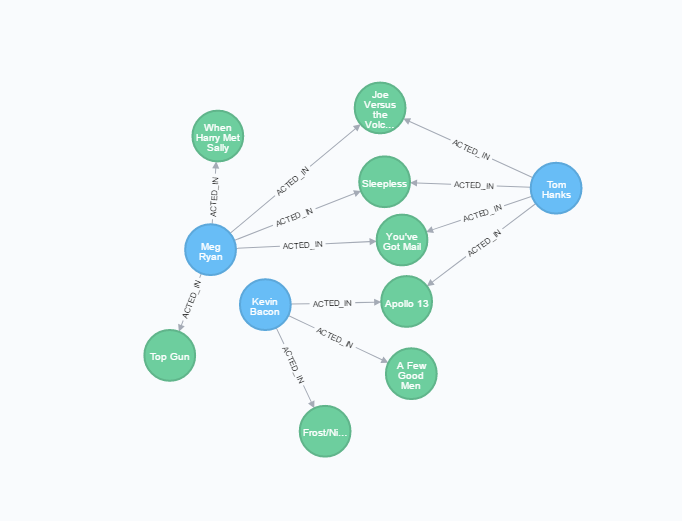 Joe
Versus
the
Volc...
When
Harry Met
Sally
ACTED_IN
ACTED_IN
ACTED_IN
Sleepless
ACTED_IN
Tom
Hanks
ACTED_IN
ACTED_IN
ACTED_IN
You've
Got Mail
ACTED_IN
ACTED_IN
Meg
Ryan
ACTED_IN
Kevin
Bacon
ACTED_IN
Apollo 13
ACTED_IN
Top Gun
ACTED_IN
A Few
Good
Men
Frost/Ni...